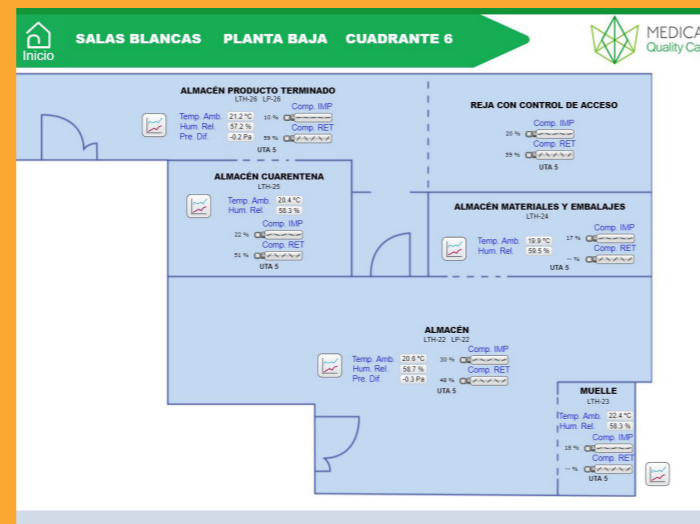 Inicio
SALAS BLANCAS PLANTA BAJA CUADRANTE 6
MEDICA
Quality Ca
ALMACÉN PRODUCTO TERMINADO
LTH-26 LP-26
Comp. IMP
Temp. Amb. 21.2 °C 10 %
Hum. Rel. 57.2 % Comp. RET
Pre. Dif. -0.2 Pa 59 %
UTA 5
REJA CON CONTROL DE ACCESO
Comp. IMP
20 %
Comp. RET
39 %
UTA 5
ALMACÉN CUARENTENA
LTH-25
Temp. Amb. 20.4 °C
Hum. Rel. 58.3 %
Comp. IMP
22 %
Comp. RET
51 %
UTA 5
ALMACÉN MATERIALES Y EMBALAJES
LTH-24
Comp. IMP
Temp. Amb. 19.9 °C 17 %
Hum. Rel. 59.5 % Comp. RET
-- %
UTA 5
ALMACÉN
LTH-22 LP-22
Comp. IMP
Temp. Amb. 20.6 °C 30 %
Hum. Rel. 58.7 % Comp. RET
Pre. Dif. -0.3 Pa 48 %
UTA 5
MUELLE
LTH-23
Temp. Amb. 22.4 °C
Hum. Rel. 58.3 %
Comp. IMP
18 %
Comp. RET
-- %
UTA 5